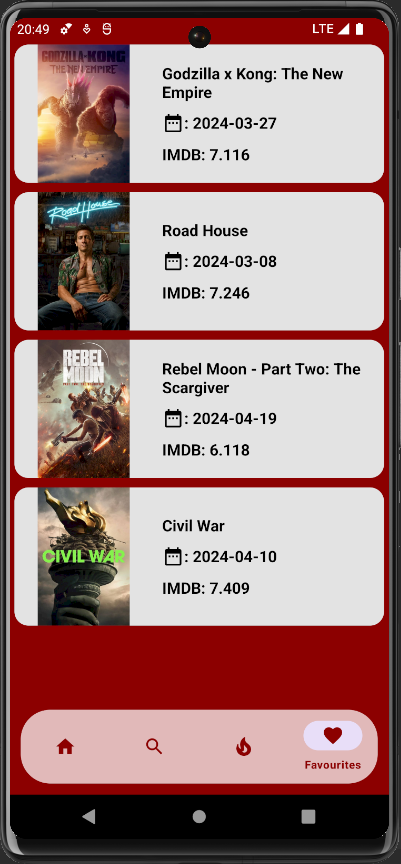 20:49
LTE
GODZILLA x KONG
THE NEW EMPIRE
Godzilla x Kong: The New
Empire
: 2024-03-27
IMDB: 7.116
Road House
Road House
: 2024-03-08
IMDB: 7.246
REBEL
MOON
Rebel Moon - Part Two: The
Scargiver
: 2024-04-19
IMDB: 6.118
CIVIL WAR
Civil War
: 2024-04-10
IMDB: 7.409
Favourites